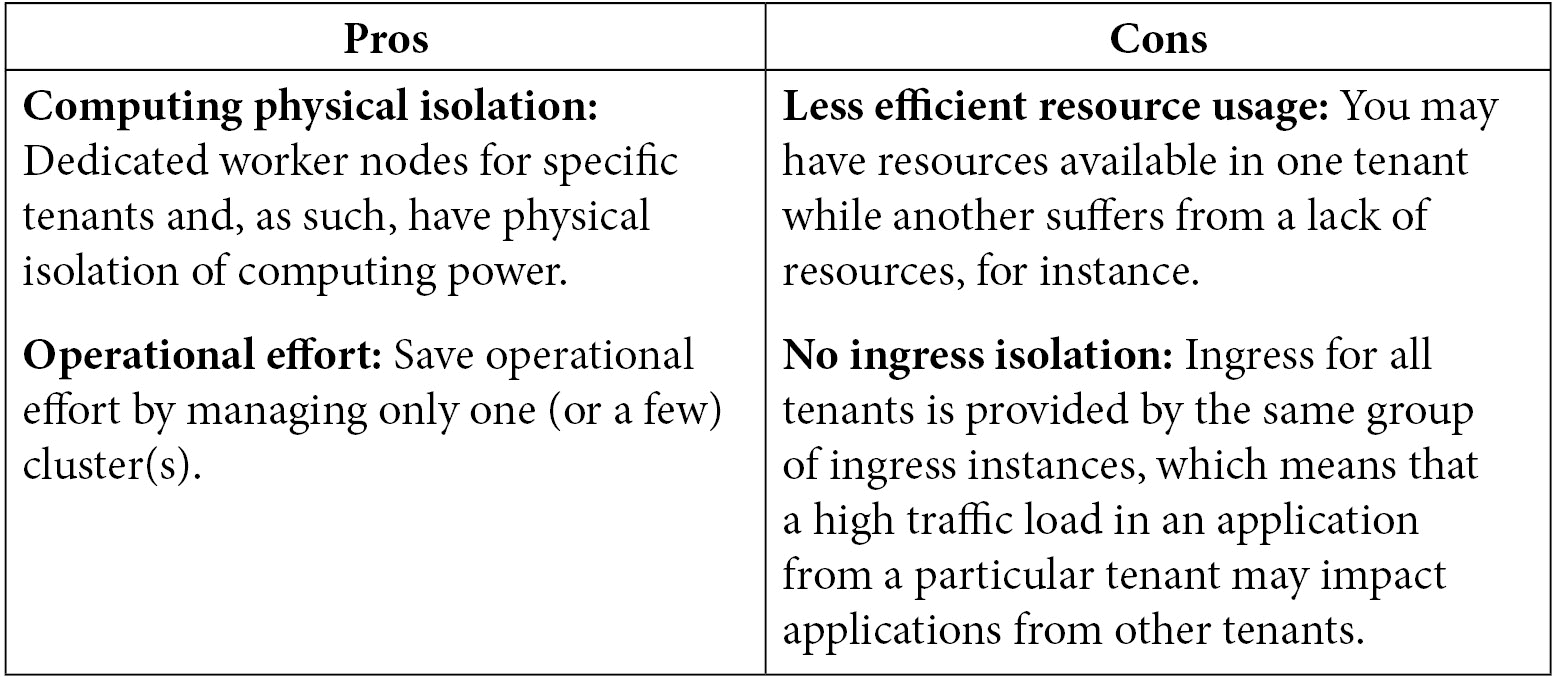 Pros
Cons
Computing physical isolation:
Dedicated worker nodes for specific
tenants and, as such, have physical
isolation of computing power.
Operational effort: Save operational
effort by managing only one (or a few)
cluster(s).
Less efficient resource usage: You may
have resources available in one tenant
while another suffers from a lack of
resources, for instance.
No ingress isolation: Ingress for all
tenants is provided by the same group
of ingress instances, which means that
a high traffic load in an application
from a particular tenant may impact
applications from other tenants.